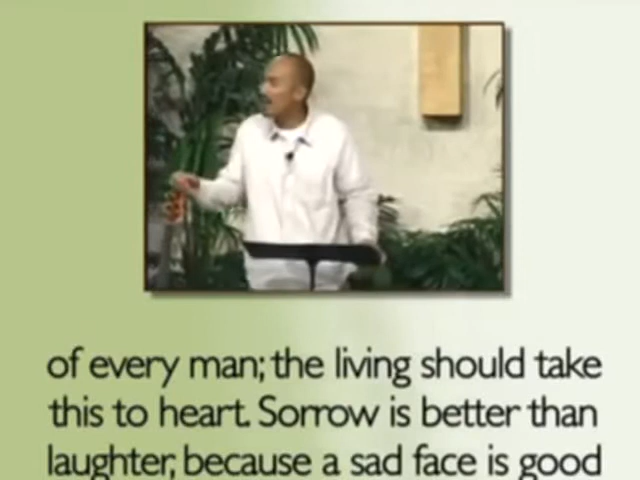 of every man; the living should take
this to heart. Sorrow is better than
laughter, because a sad face is good